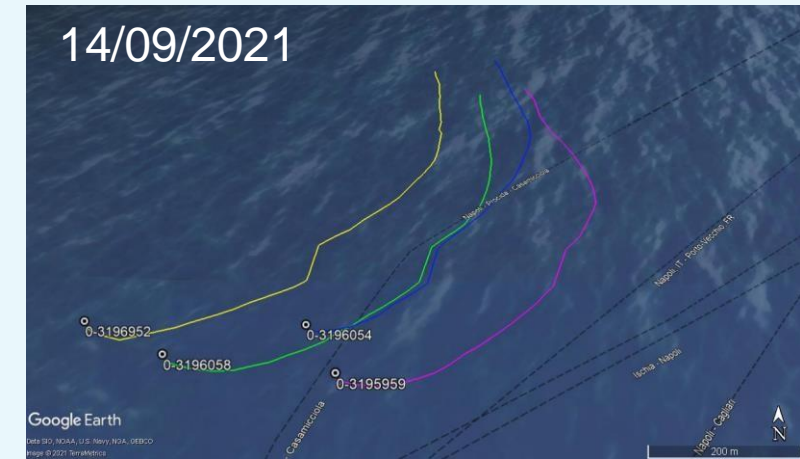 14/09/2021
Napoli - Procida - Casamicciola
Napoli, IT - Porto-Vecchio, FR
0-3196952
0-3196054
0-3196058
0-3195959
Ischia - Napoli
Casamicciola
Napoli - Cagliari
Google Earth
Data SIO, NOAA, U.S. Navy, NGA, GEBCO
Image © 2021 TerraMetrics
N
200 m